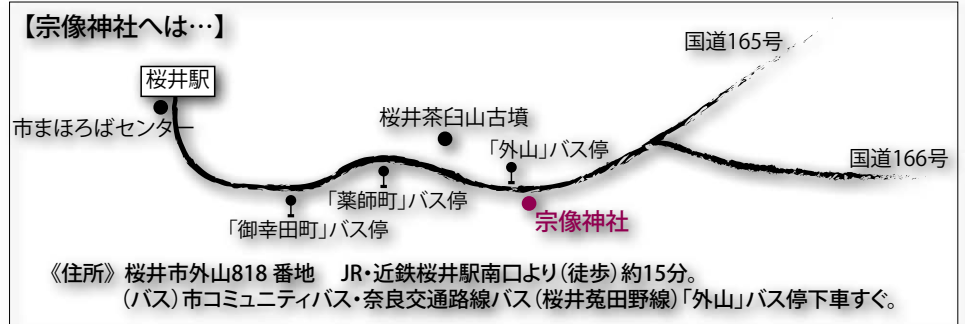 【宗像神社へは…】
国道165号
桜井駅
市まほろばセンター
桜井茶臼山古墳
「外山」バス停
国道166号
「薬師町」バス停
宗像神社
「御幸田町」バス停
《住所》 桜井市外山818 番地　JR・近鉄桜井駅南口より（徒歩）約15分。
（バス）市コミュニティバス・奈良交通路線バス（桜井菟田野線）「外山」バス停下車すぐ。